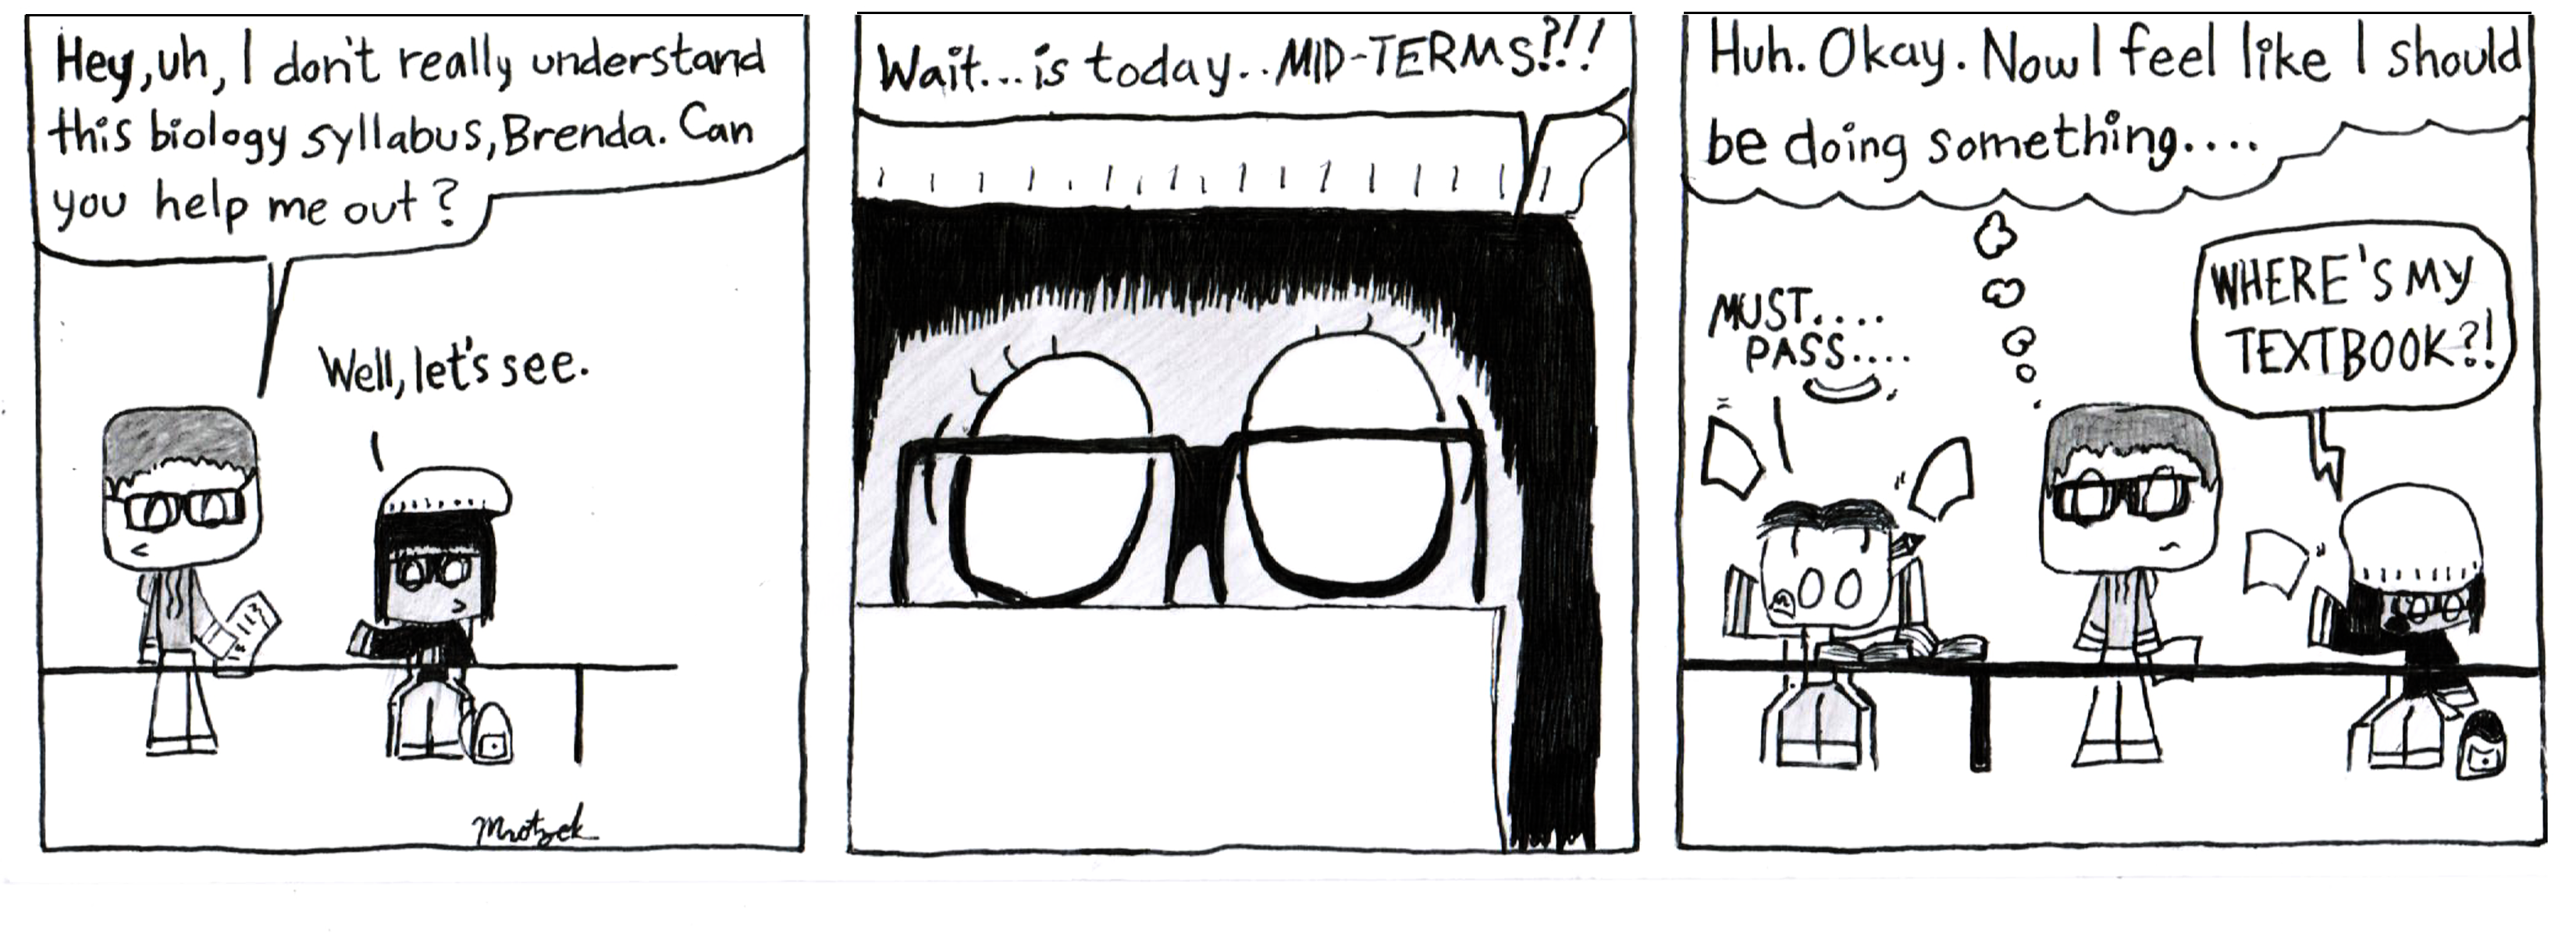 Hey, uh, I don't really understand
this biology syllabus, Brenda. Can
you help me out?
Well, let's see.
Mrotzek
Wait...is today..MID-TERMS?!!
Huh. Okay. Now I feel like I should
be doing something....
MUST....
PASS....
WHERE'S MY
TEXTBOOK?!